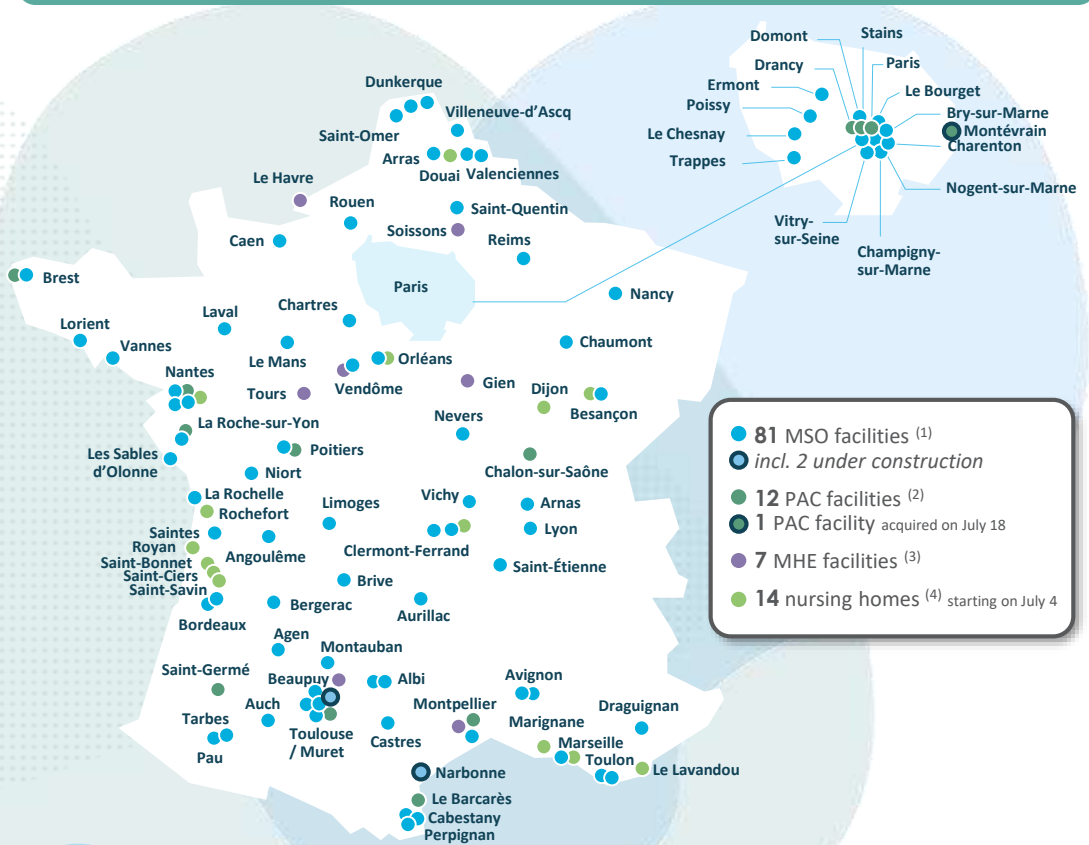 Domont
Stains
Drancy
Paris
Ermont
Le Bourget
Poissy
Bry-sur-Marne
Montévrain
Le Chesnay
Charenton
Trappes
Nogent-sur-Marne
Vitry-
sur-Seine
Champigny-
sur-Marne
Dunkerque
Villeneuve-d'Ascq
Saint-Omer
Arras
Douai
Valenciennes
Le Havre
Rouen
Saint-Quentin
Soissons
Caen
Reims
Brest
Paris
Nancy
Chartres
Laval
Lorient
Vannes
Chaumont
Le Mans
Orléans
Nantes
Tours
Vendôme
Gien
Dijon
Besançon
La Roche-sur-Yon
Nevers
Les Sables
d'Olonne
Poitiers
Chalon-sur-Saône
Niort
La Rochelle
Rochefort
Limoges
Vichy
Arnas
Saintes
Royan
Angoulême
Clermont-Ferrand
Lyon
Saint-Bonnet
Saint-Ciers
Saint-Savin
Saint-Étienne
Brive
Bordeaux
Bergerac
Aurillac
Agen
Montauban
Saint-Germé
Beaupuy
Albi
Avignon
Auch
Montpellier
Draguignan
Tarbes
Marignane
Toulouse
/ Muret
Castres
Marseille
Pau
Toulon
Le Lavandou
Narbonne
Le Barcarès
Cabestany
Perpignan
81 MSO facilities (1)
incl. 2 under construction
12 PAC facilities (2)
1 PAC facility acquired on July 18
7 MHE facilities (3)
14 nursing homes (4) starting on July 4